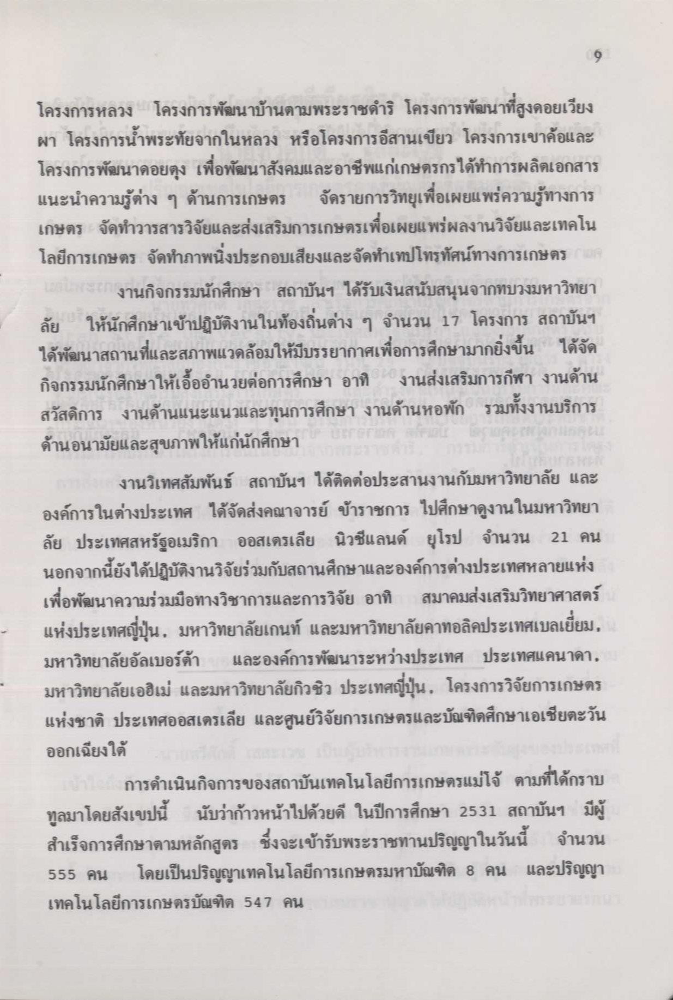 9
โครงการหลวง โครงการพัฒนาบ้านตามพระราชดำริ โครงการพัฒนาที่สูงดอยเวียง
ผา โครงการน้ำพระทัยจากในหลวง หรือโครงการอีสานเขียว โครงการเขาค้อและ
โครงการพัฒนาดอยตุง เพื่อพัฒนาสังคมและอาชีพแก่เกษตรกรได้ทำการผลิตเอกสาร
แนะนำความรู้ต่าง ๆ ด้านการเกษตร จัดรายการวิทยุเพื่อเผยแพร่ความรู้ทางการ
เกษตร จัดทำวารสารวิจัยและส่งเสริมการเกษตรเพื่อเผยแพร่ผลงานวิจัยและเทคโน
โลยีการเกษตร จัดทำภาพนิ่งประกอบเสียงและจัดทำเทปโทรทัศน์ทางการเกษตร
งานกิจกรรมนักศึกษา สถาบันฯ ได้รับเงินสนับสนุนจากทบวงมหาวิทยา
ลัย ให้นักศึกษาเข้าปฏิบัติงานในท้องถิ่นต่าง ๆ จำนวน 17 โครงการ สถาบันฯ
ได้พัฒนาสถานที่และสภาพแวดล้อมให้มีบรรยากาศเพื่อการศึกษามากยิ่งขึ้น ได้จัด
กิจกรรมนักศึกษาให้เอื้ออำนวยต่อการศึกษา อาทิ งานส่งเสริมการกีฬา งานด้าน
สวัสดิการ งานด้านแนะแนวและทุนการศึกษา งานด้านหอพัก รวมทั้งงานบริการ
ด้านอนามัยและสุขภาพให้แก่นักศึกษา
งานวิเทศสัมพันธ์ สถาบันฯ ได้ติดต่อประสานงานกับมหาวิทยาลัย และ
องค์การในต่างประเทศ ได้จัดส่งคณาจารย์ ข้าราชการ ไปศึกษาดูงานในมหาวิทยา
ลัย ประเทศสหรัฐอเมริกา ออสเตรเลีย นิวซีแลนด์ ยุโรป จำนวน 21 คน
นอกจากนี้ยังได้ปฏิบัติงานวิจัยร่วมกับสถานศึกษาและองค์การต่างประเทศหลายแห่ง
เพื่อพัฒนาความร่วมมือทางวิชาการและการวิจัย อาทิ สมาคมส่งเสริมวิทยาศาสตร์
แห่งประเทศญี่ปุ่น. มหาวิทยาลัยเกนท์ และมหาวิทยาลัยคาทอลิคประเทศเบลเยี่ยม.
มหาวิทยาลัยอัลเบอร์ต้า และองค์การพัฒนาระหว่างประเทศ ประเทศแคนาดา.
มหาวิทยาลัยเอฮิเม่ และมหาวิทยาลัยกิวชิว ประเทศญี่ปุ่น. โครงการวิจัยการเกษตร
แห่งชาติ ประเทศออสเตรเลีย และศูนย์วิจัยการเกษตรและบัณฑิตศึกษาเอเชียตะวัน
ออกเฉียงใต้
การดำเนินกิจการของสถาบันเทคโนโลยีการเกษตรแม่โจ้ ตามที่ได้กราบ
ทูลมาโดยสังเขปนี้ นับว่าก้าวหน้าไปด้วยดี ในปีการศึกษา 2531 สถาบันฯ มีผู้
สำเร็จการศึกษาตามหลักสูตร ซึ่งจะเข้ารับพระราชทานปริญญาในวันนี้ จำนวน
555 คน โดยเป็นปริญญาเทคโนโลยีการเกษตรมหาบัณฑิต 8 คน และปริญญา
เทคโนโลยีการเกษตรบัณฑิต 547 คน